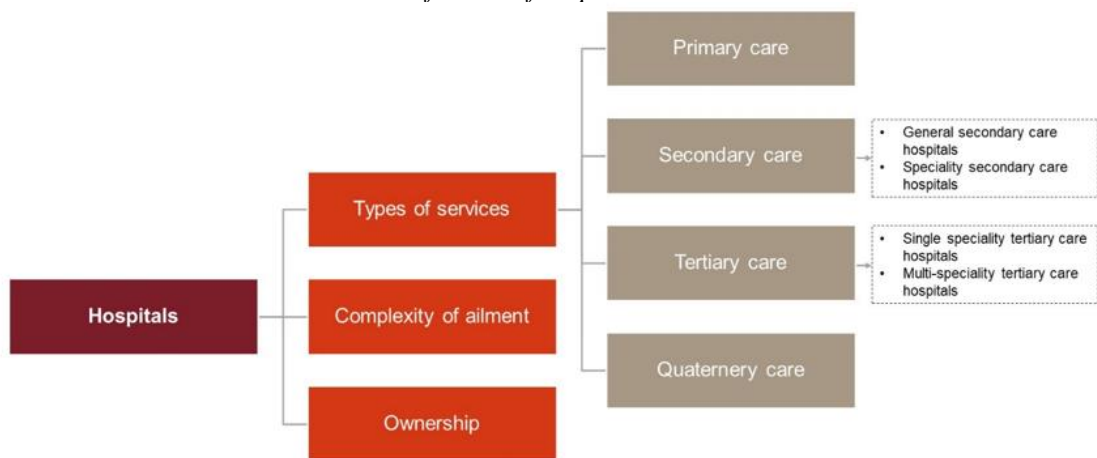 Primary care
Secondary care
• General secondary care
hospitals
• Speciality secondary care
hospitals
Types of services
Tertiary care
• Single speciality tertiary care
hospitals
• Multi-speciality tertiary care
hospitals
Hospitals
Complexity of ailment
Quaternery care
Ownership